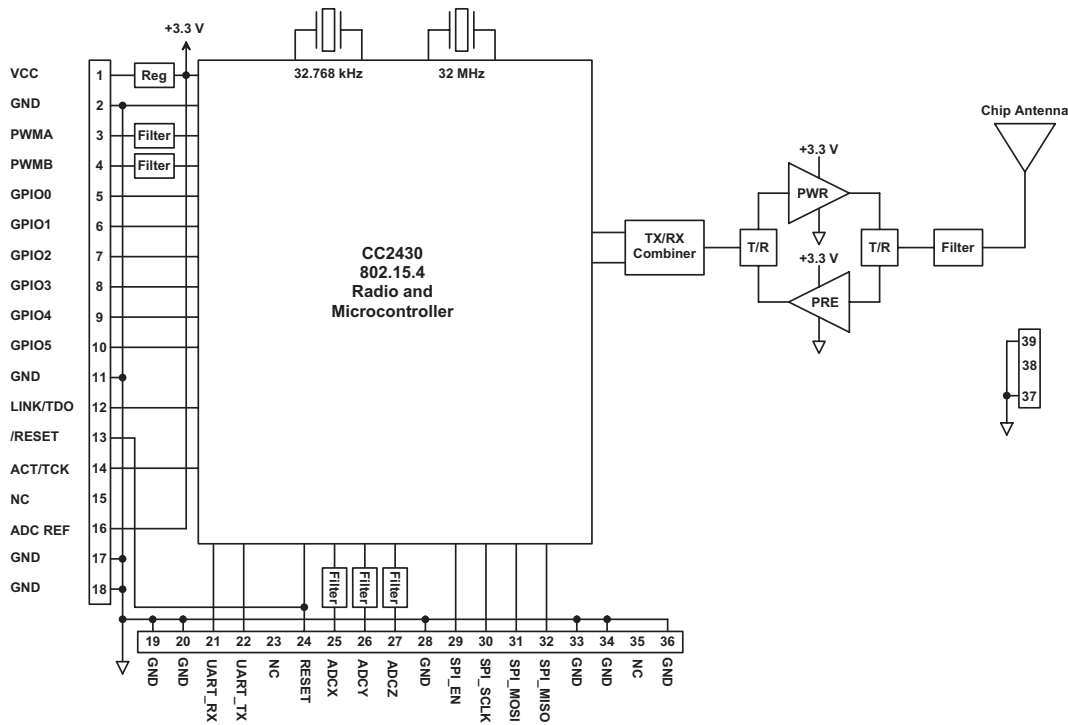 +3.3 V
32.768 kHz
32 MHz
VCC
1
Reg
GND
2
PWMA
3
Filter
PWMB
4
Filter
GPIO0
5
GPIO1
6
GPIO2
7
GPIO3
8
GPIO4
9
GPIO5
10
GND
11
LINK/TDO
12
/RESET
13
ACT/TCK
14
NC
15
ADC REF
16
GND
17
GND
18
CC2430
802.15.4
Radio and
Microcontroller
TX/RX
Combiner
T/R
+3.3 V
PWR
+3.3 V
PRE
T/R
Filter
Chip Antenna
39
38
37
Filter
Filter
Filter
19
20
21
22
23
24
25
26
27
28
29
30
31
32
33
34
35
36
GND
GND
UART_RX
UART_TX
NC
RESET
ADCX
ADCY
ADCZ
GND
SPI_EN
SPI_SCLK
SPI_MOSI
SPI_MISO
GND
GND
NC
GND